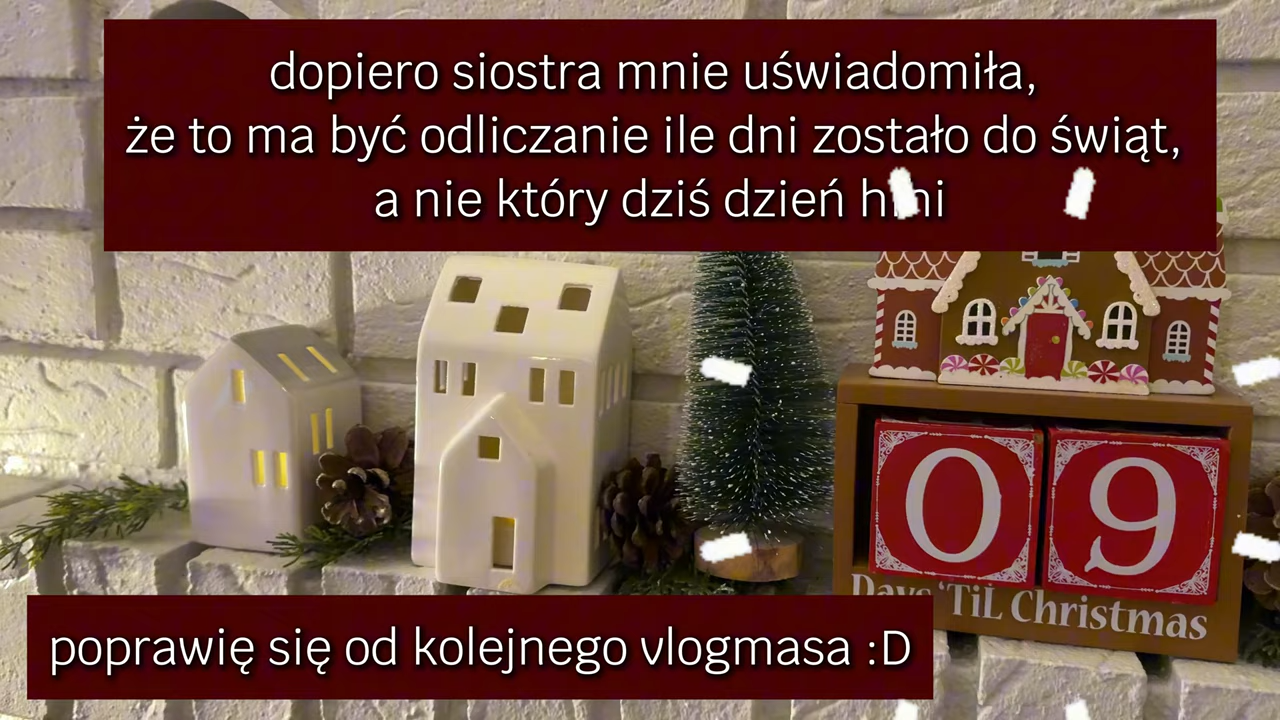 dopiero siostra mnie uświadomiła,
że to ma być odliczanie ile dni zostało do świąt,
a nie który dziś dzień hihi
09
Days 'TiL Christmas
poprawię się od kolejnego vlogmasa :D